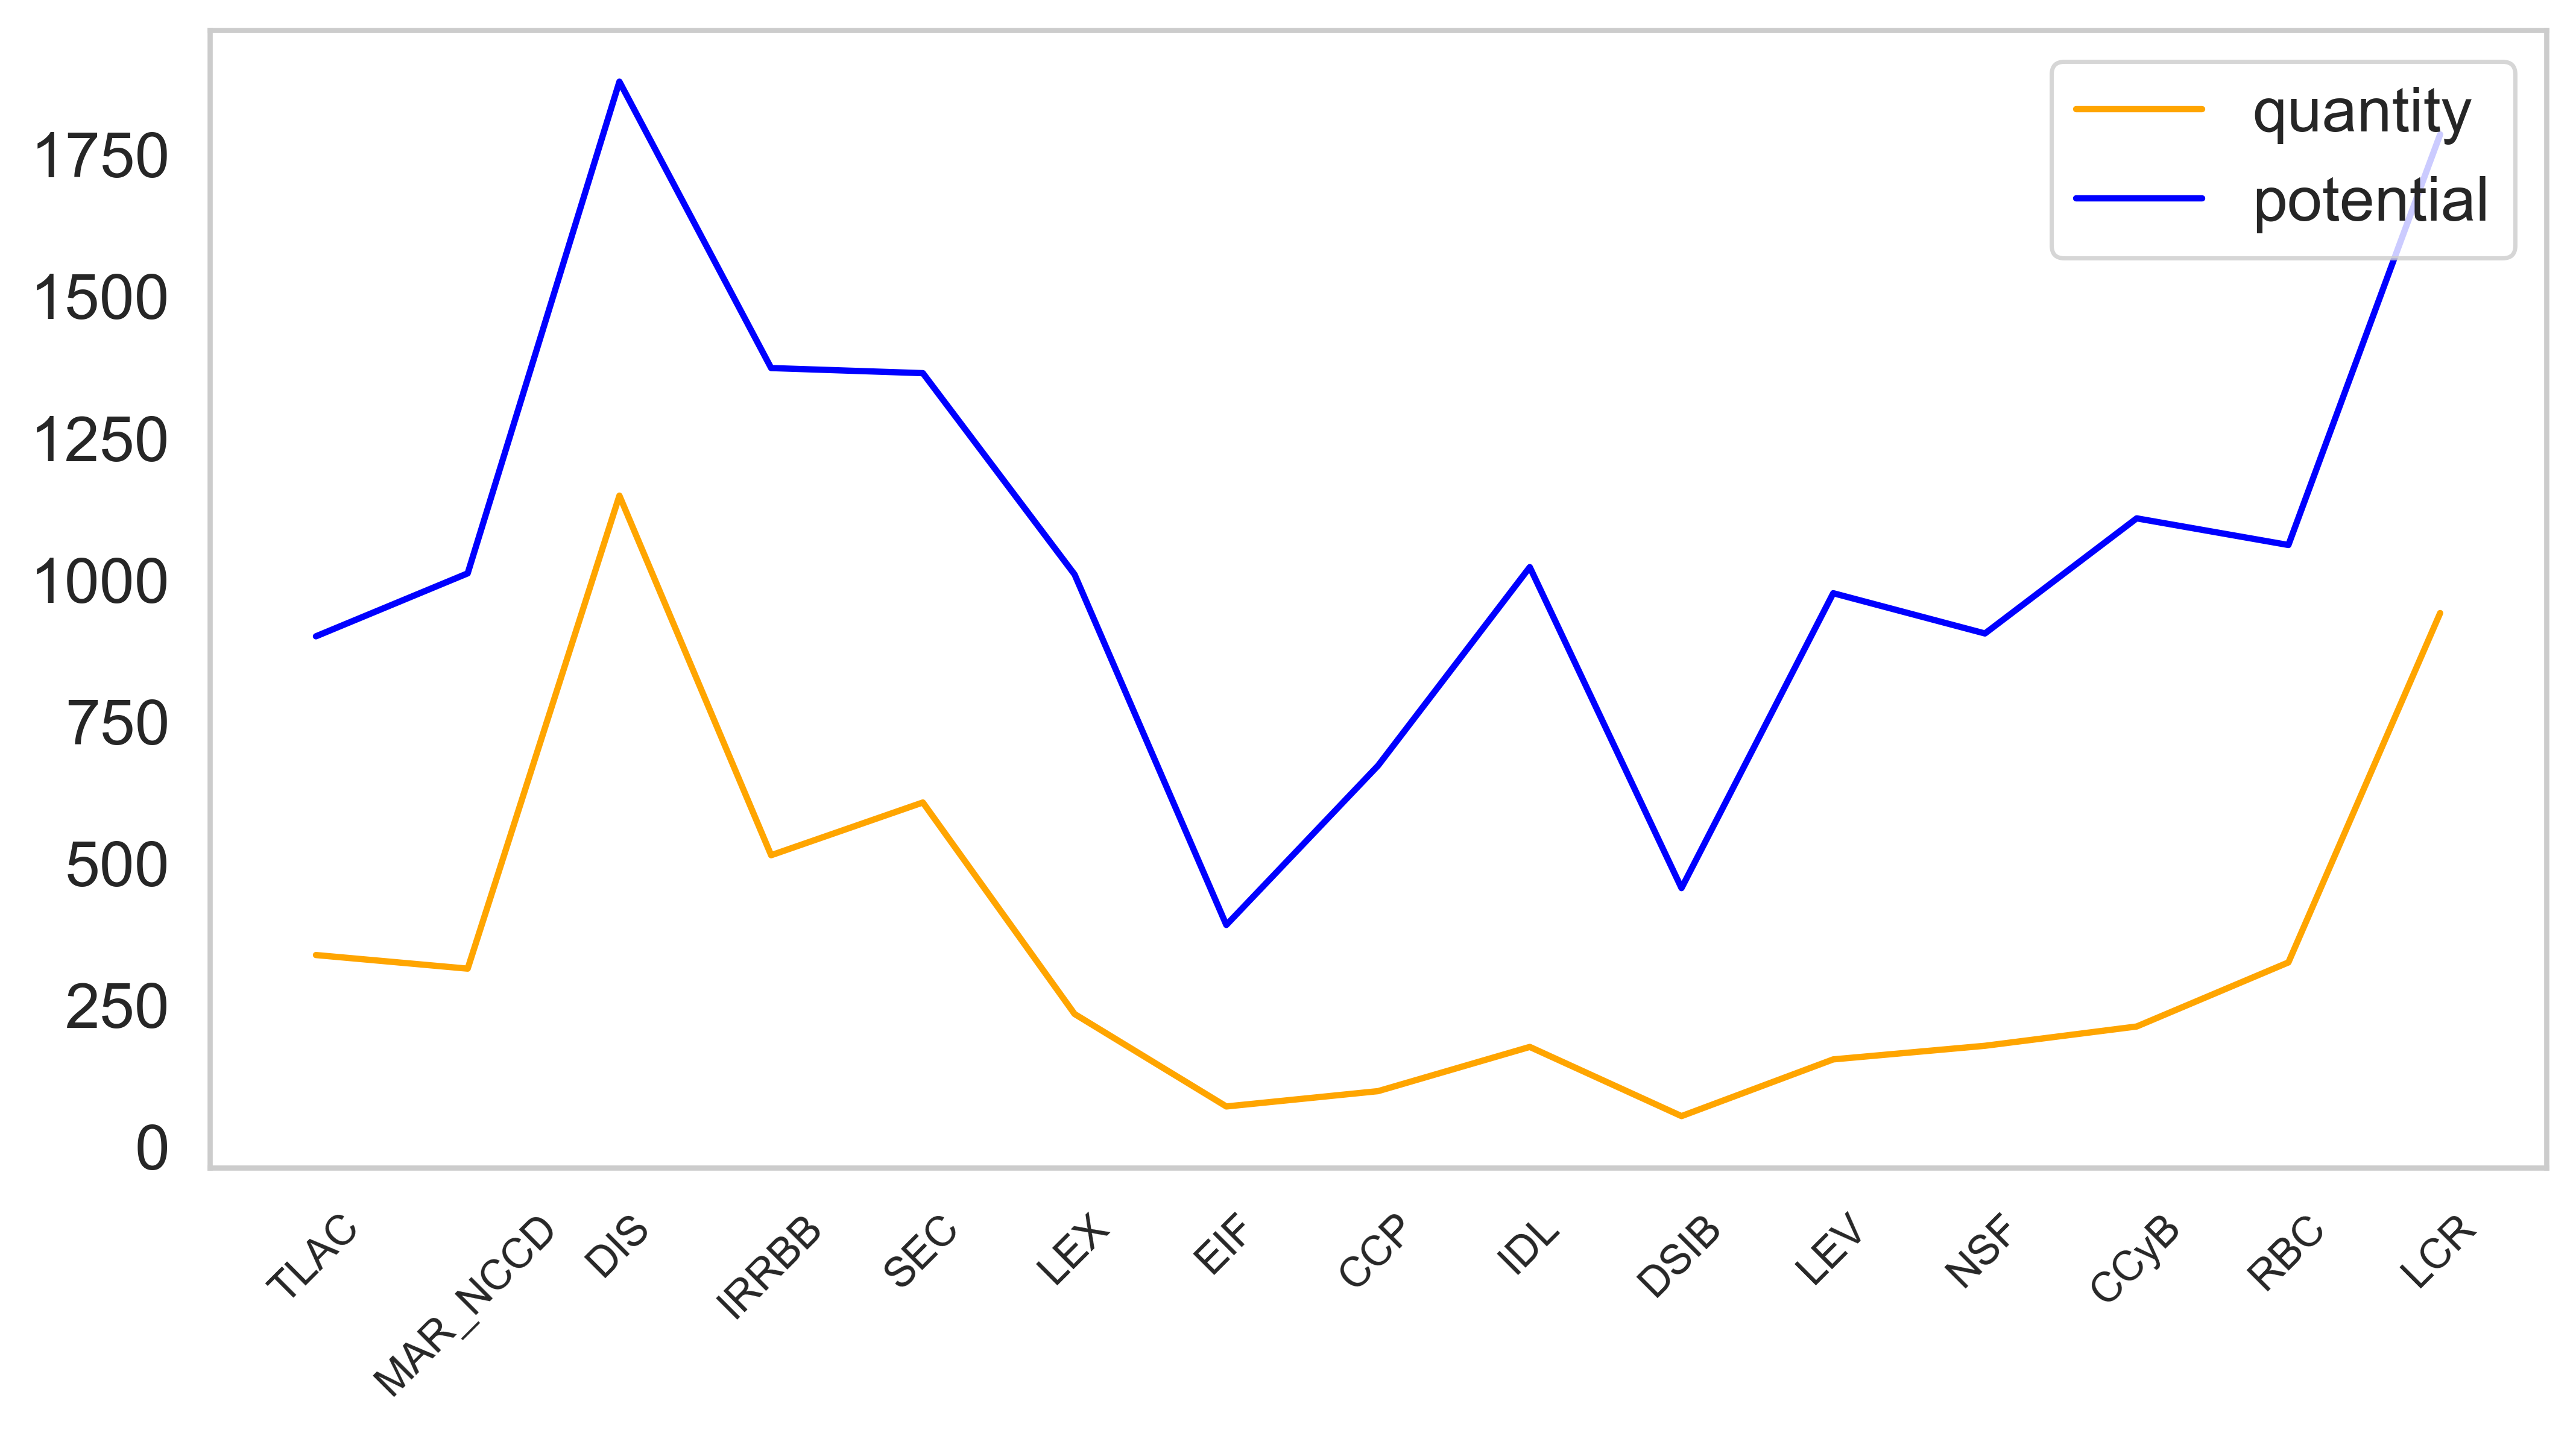 quantity
potential
1750
1500
1250
1000
750
500
250
0
TLAC
MAR_NCCD
DIS
IRRBB
SEC
LEX
EIF
CCP
IDL
DSIB
LEV
NSF
CCyB
RBC
LCR